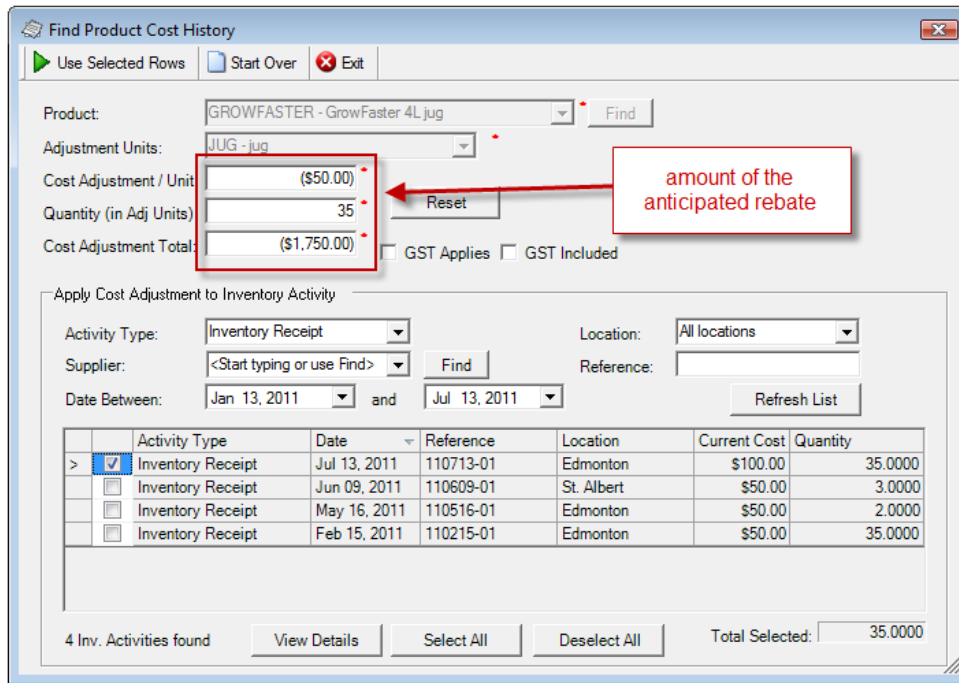 Find Product Cost History
Use Selected Rows Start Over Exit
Product: GROWFASTER - GrowFaster 4L jug * Find
Adjustment Units: JUG - jug *
Cost Adjustment / Unit ($50.00) *
Quantity (in Adj Units) 35 * Reset
Cost Adjustment Total: ($1,750.00) * GST Applies GST Included
amount of the
anticipated rebate
Apply Cost Adjustment to Inventory Activity
Activity Type: Inventory Receipt Location: All locations
Supplier: <Start typing or use Find> Find Reference:
Date Between: Jan 13, 2011 and Jul 13, 2011 Refresh List
Activity Type Date Reference Location Current Cost Quantity
> Inventory Receipt Jul 13, 2011 110713-01 Edmonton $100.00 35.0000
Inventory Receipt Jun 09, 2011 110609-01 St. Albert $50.00 3.0000
Inventory Receipt May 16, 2011 110516-01 Edmonton $50.00 2.0000
Inventory Receipt Feb 15, 2011 110215-01 Edmonton $50.00 35.0000
4 Inv. Activities found View Details Select All Deselect All Total Selected: 35.0000